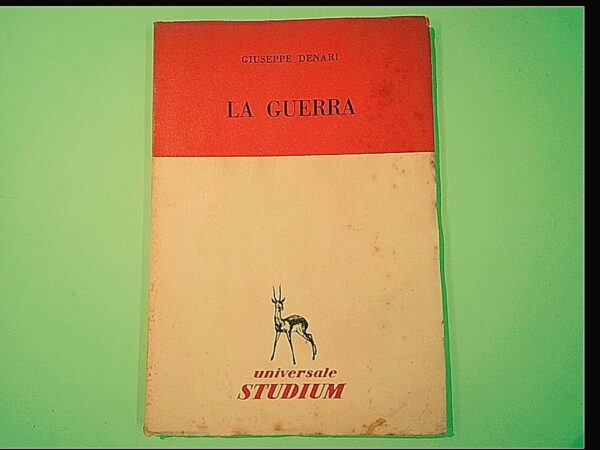 GIUSEPPE DENARI
LA GUERRA
universale
STUDIUM